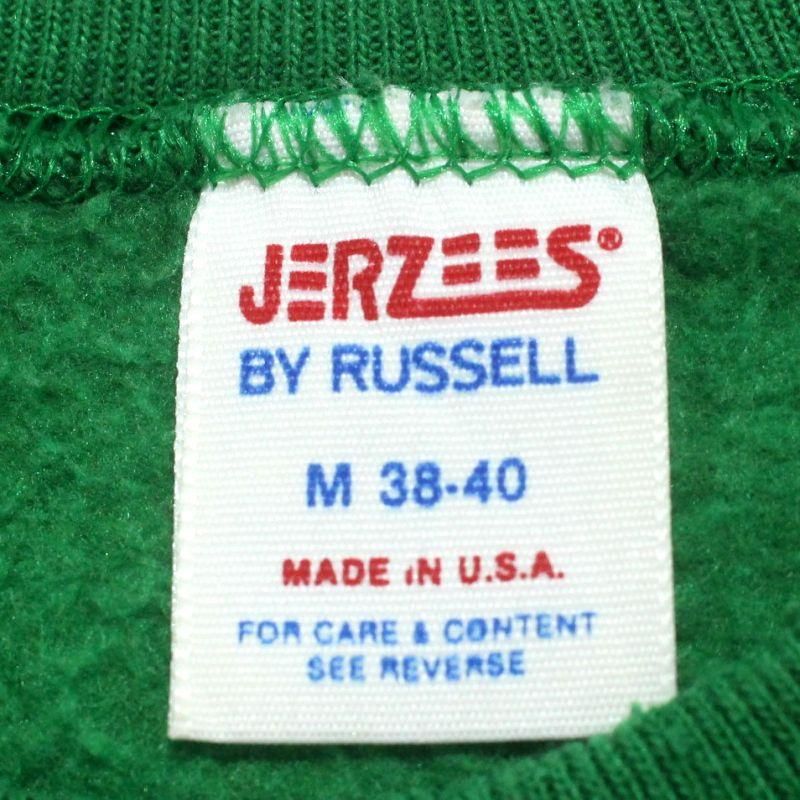 JERZEES®
BY RUSSELL
M 38-40
MADE IN U.S.A.
FOR CARE & CONTENT
SEE REVERSE